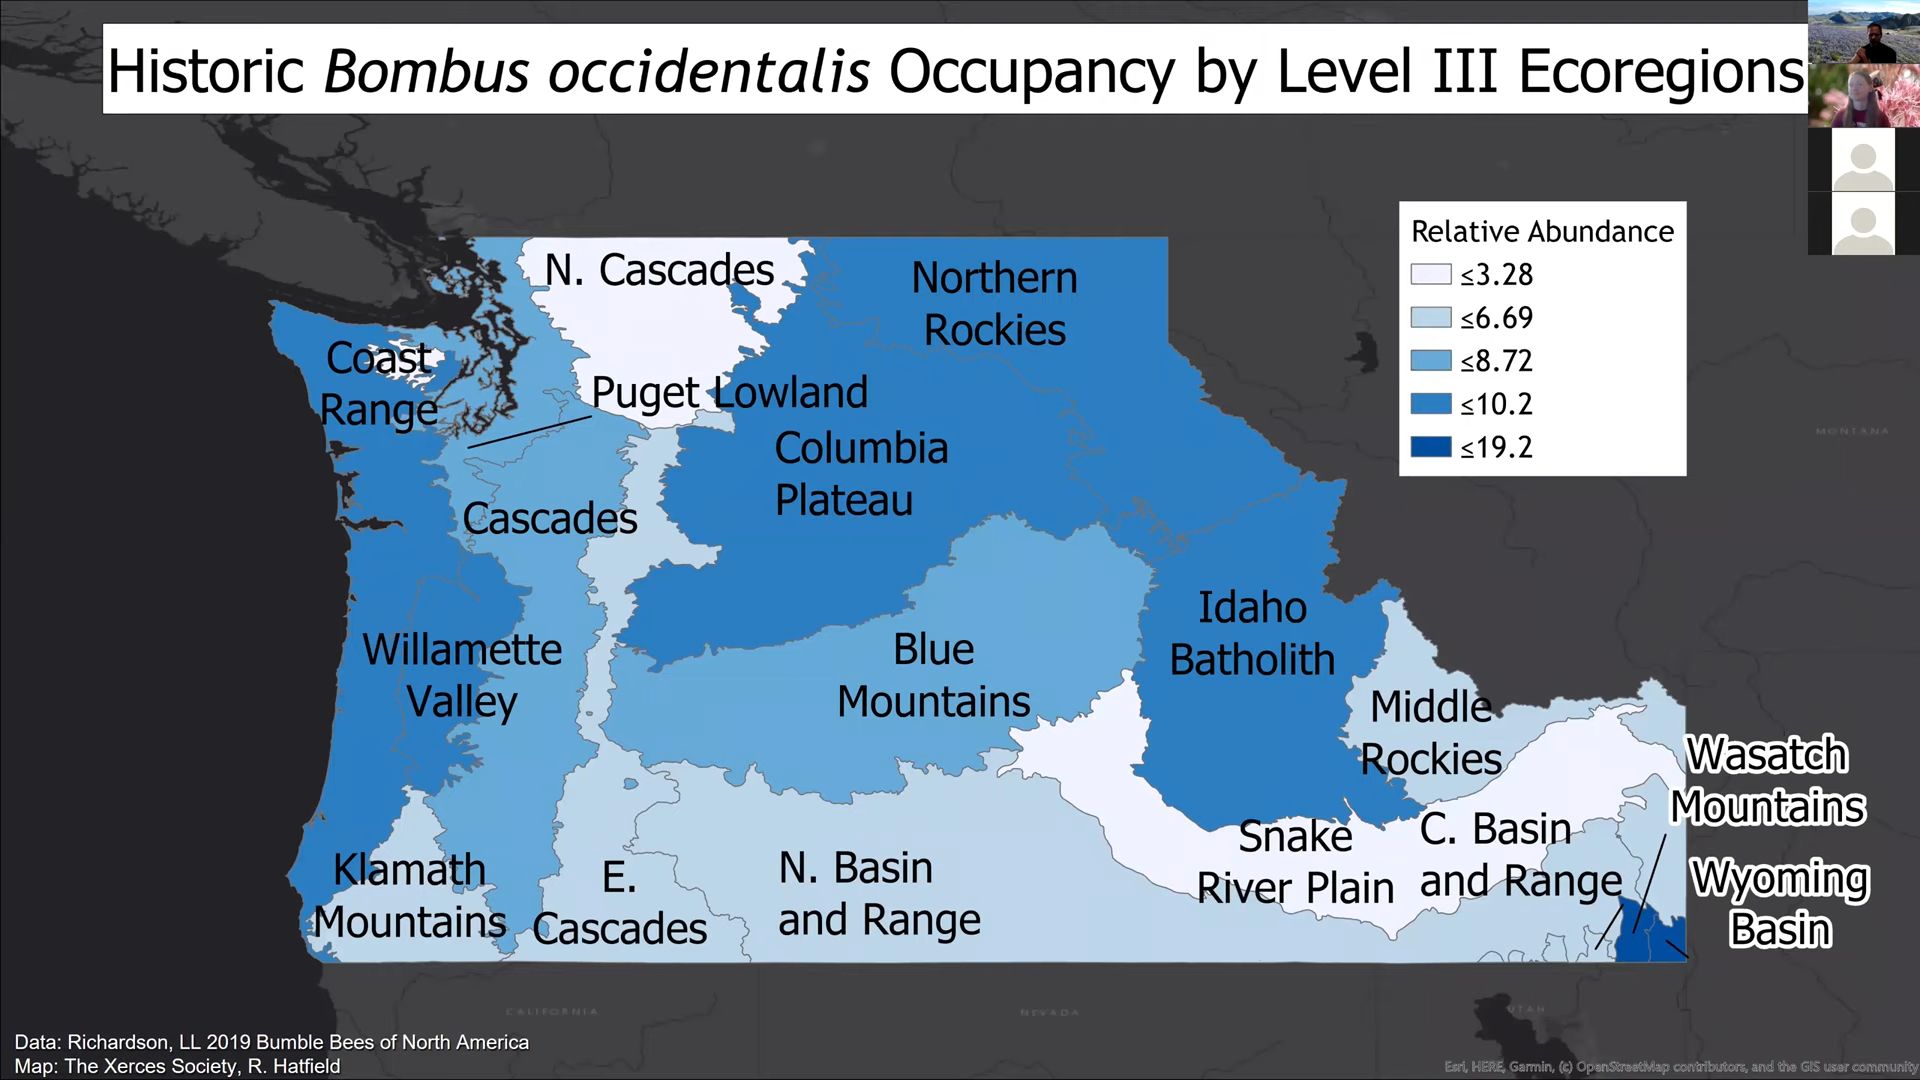 Historic Bombus occidentalis Occupancy by Level III Ecoregions
Relative Abundance
≤3.28
≤6.69
≤8.72
≤10.2
≤19.2
N. Cascades
Northern
Rockies
Coast
Range
Puget Lowland
Columbia
Plateau
Cascades
Willamette
Valley
Blue
Mountains
Idaho
Batholith
Middle
Rockies
Wasatch
Mountains
Wyoming
Basin
Snake
River Plain
C. Basin
and Range
Klamath
Mountains
E.
Cascades
N. Basin
and Range
MONTANA
CALIFORNIA
NEVADA
UTAH
Data: Richardson, LL 2019 Bumble Bees of North America
Map: The Xerces Society, R. Hatfield
Esri, HERE, Garmin, (c) OpenStreetMap contributors, and the GIS user community